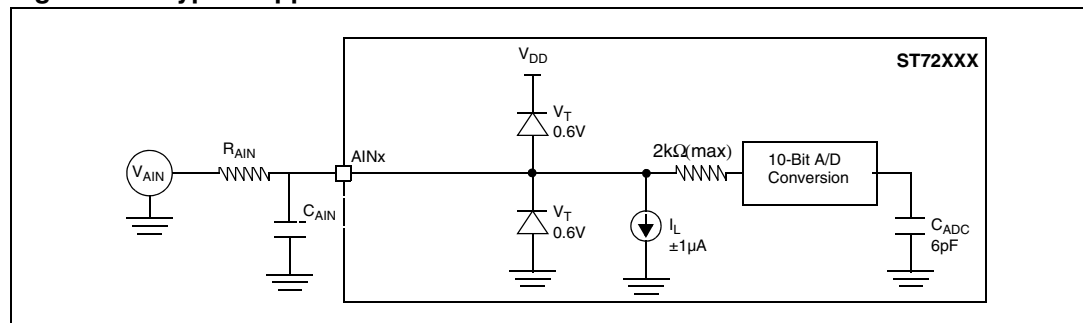 V_DD
ST72XXX
V_T
0.6V
R_AIN
AINx
2kΩ(max)
10-Bit A/D
Conversion
V_AIN
C_AIN
V_T
0.6V
I_L
±1μA
C_ADC
6pF